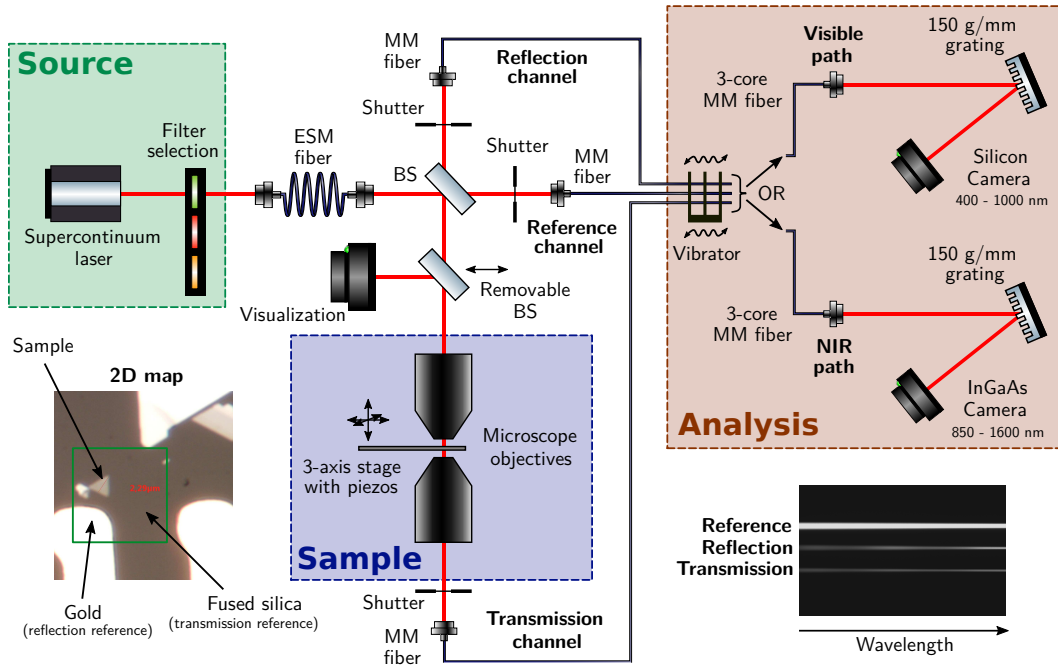 Source
Filter
selection
Supercontinuum
laser
ESM
fiber
MM
fiber
Reflection
channel
Shutter
BS
Shutter
MM
fiber
Reference
channel
Visualization
Removable
BS
Vibrator
OR
Visible
path
3-core
MM fiber
150 g/mm
grating
Silicon
Camera
400 - 1000 nm
3-core
MM fiber
NIR
path
150 g/mm
grating
InGaAs
Camera
850 - 1600 nm
Analysis
3-axis stage
with piezos
Microscope
objectives
Sample
Shutter
MM
fiber
Transmission
channel
Sample
2D map
Gold
(reflection reference)
Fused silica
(transmission reference)
Reference
Reflection
Transmission
Wavelength